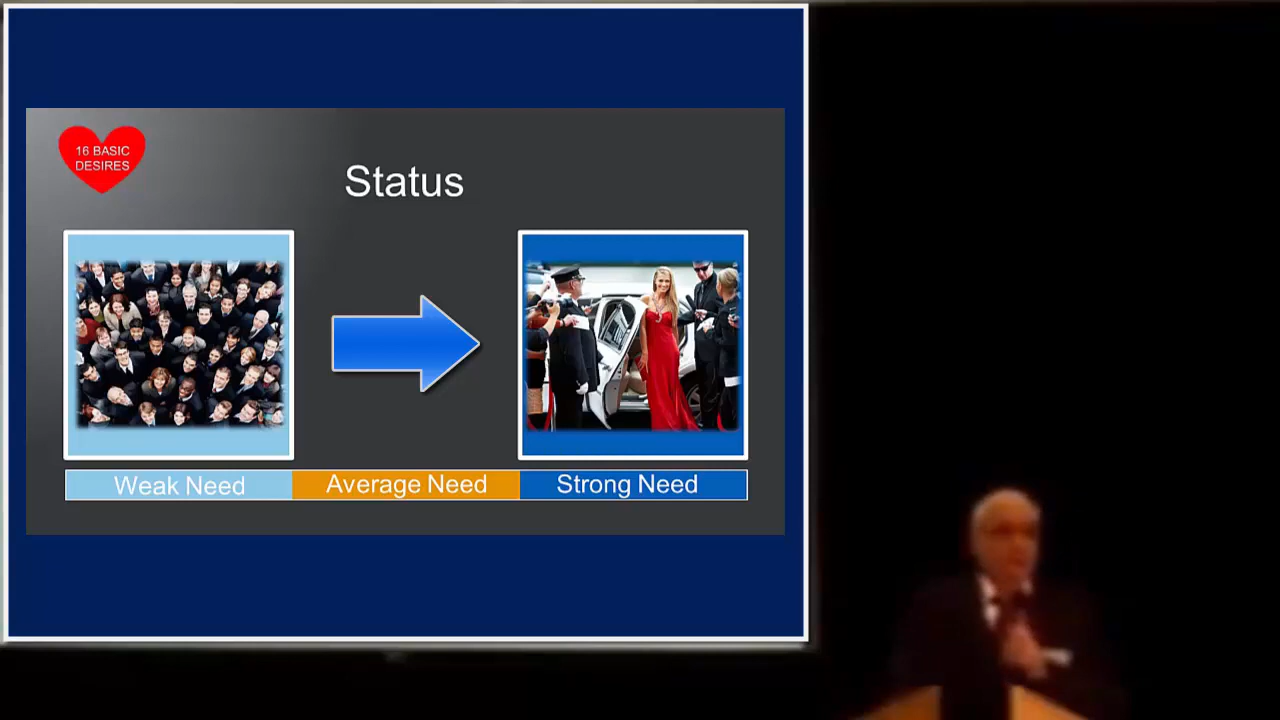 16 BASIC
DESIRES
Status
Weak Need
Average Need
Strong Need